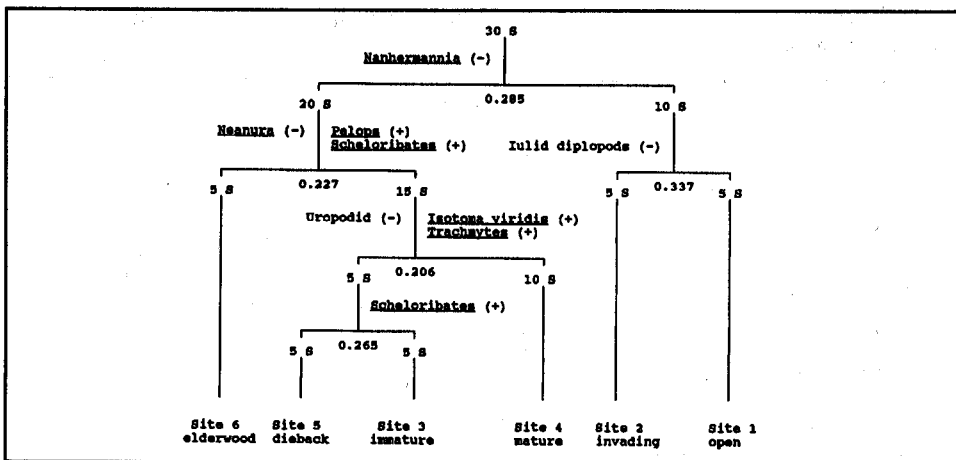 30 S
Nanhermannia (-)
0.285
20 S 10 S
Neanura (-) Pelops (+)
Scheloribates (+) Iulid diplopods (-)
0.227 0.337
5 S 15 S 5 S 5 S
Uropodid (-) Isotoma viridis (+)
Trachytes (+)
0.206
5 S 10 S
Scheloribates (+)
0.265
5 S 5 S
Site 6 Site 5 Site 3 Site 4 Site 2 Site 1
elderwood dieback immature mature invading open